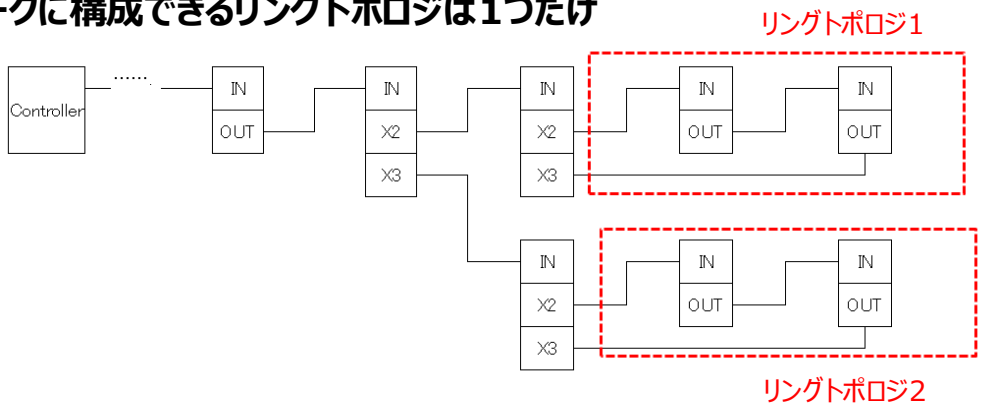 ークに構成できるリングトポロジは1つだけ
リングトポロジ1
Controller
......
IN
OUT
IN
X2
X3
IN
X2
X3
IN
OUT
IN
OUT
IN
X2
X3
IN
OUT
IN
OUT
リングトポロジ2